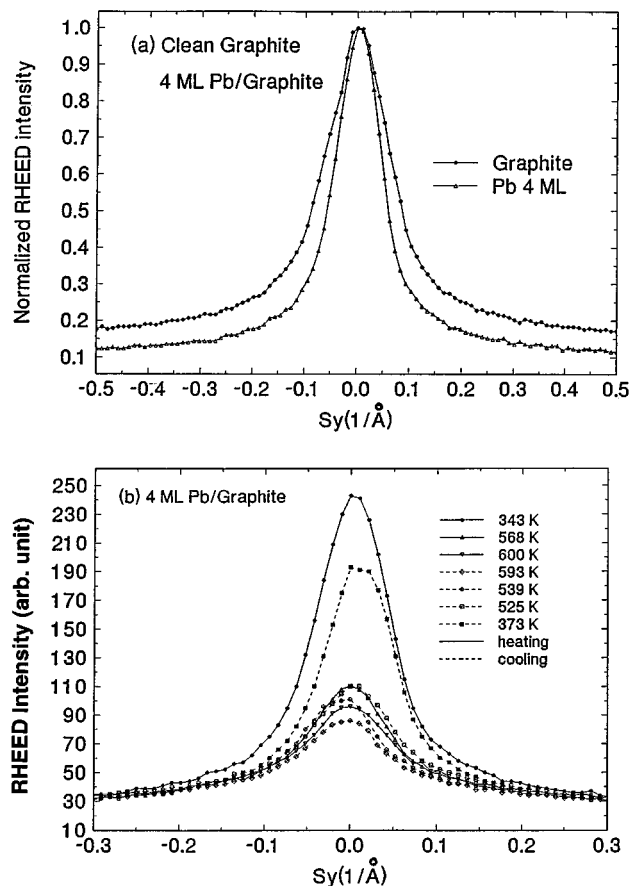 (a) Clean Graphite
4 ML Pb/Graphite
Normalized RHEED intensity
1.0
0.9
0.8
0.7
0.6
0.5
0.4
0.3
0.2
0.1
Graphite
Pb 4 ML
-0.5 -0.4 -0.3 -0.2 -0.1 0.0 0.1 0.2 0.3 0.4 0.5
Sy(1/Å)
(b) 4 ML Pb/Graphite
RHEED Intensity (arb. unit)
250
230
210
190
170
150
130
110
90
70
50
30
10
343 K
568 K
600 K
593 K
539 K
525 K
373 K
heating
cooling
-0.3 -0.2 -0.1 0.0 0.1 0.2 0.3
Sy(1/Å)